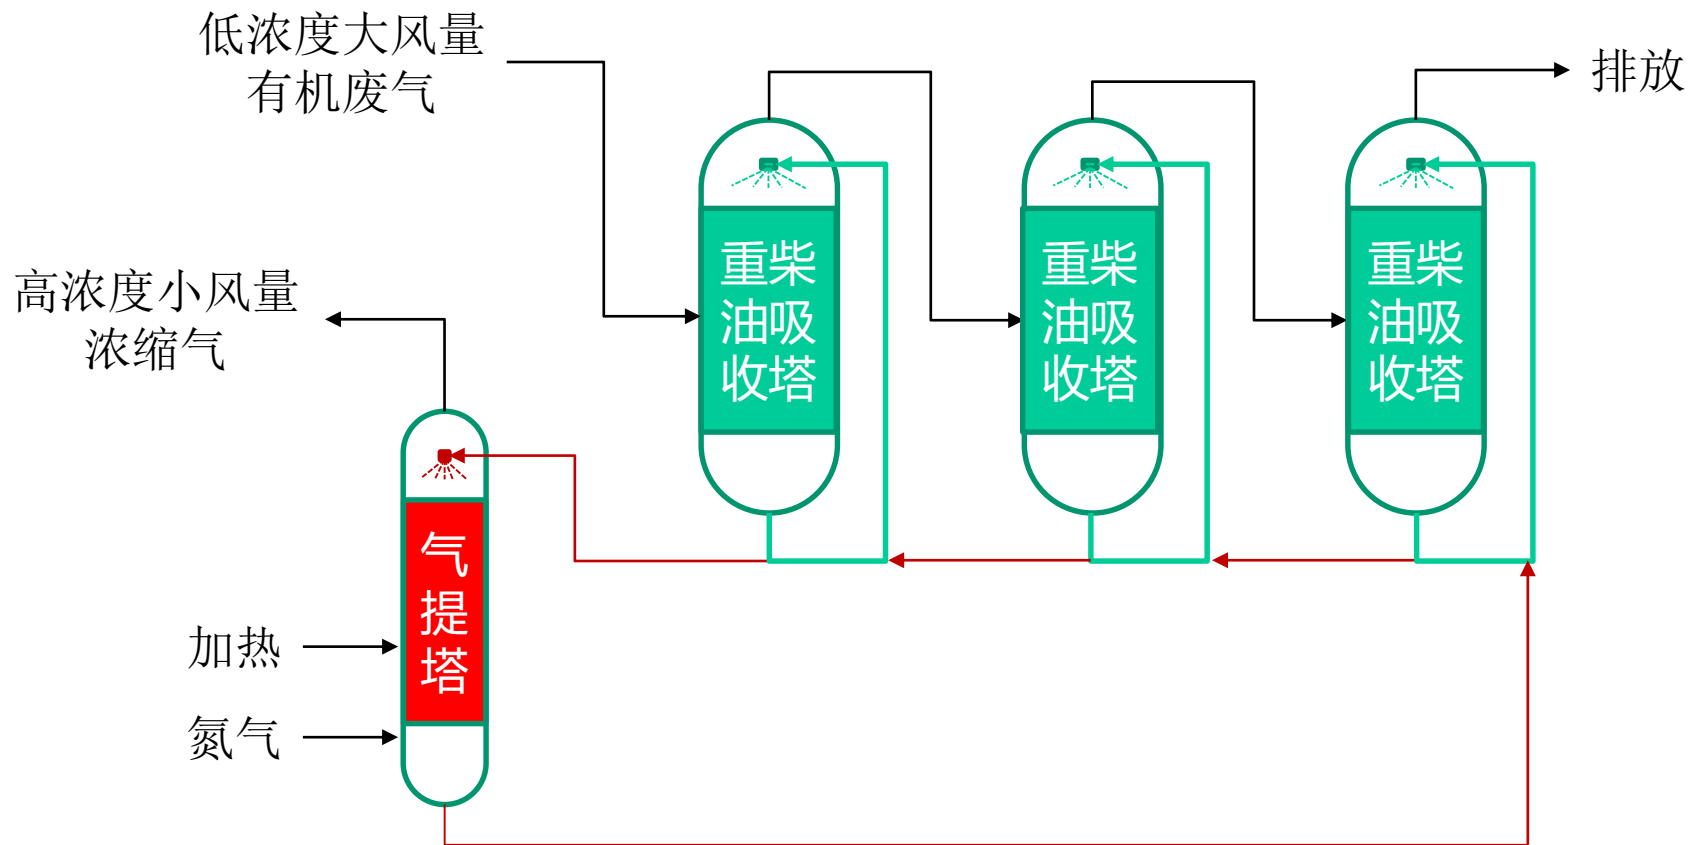 低浓度大风量
有机废气
排放
重柴
油吸
收塔
重柴
油吸
收塔
重柴
油吸
收塔
高浓度小风量
浓缩气
气
提
塔
加热
氮气